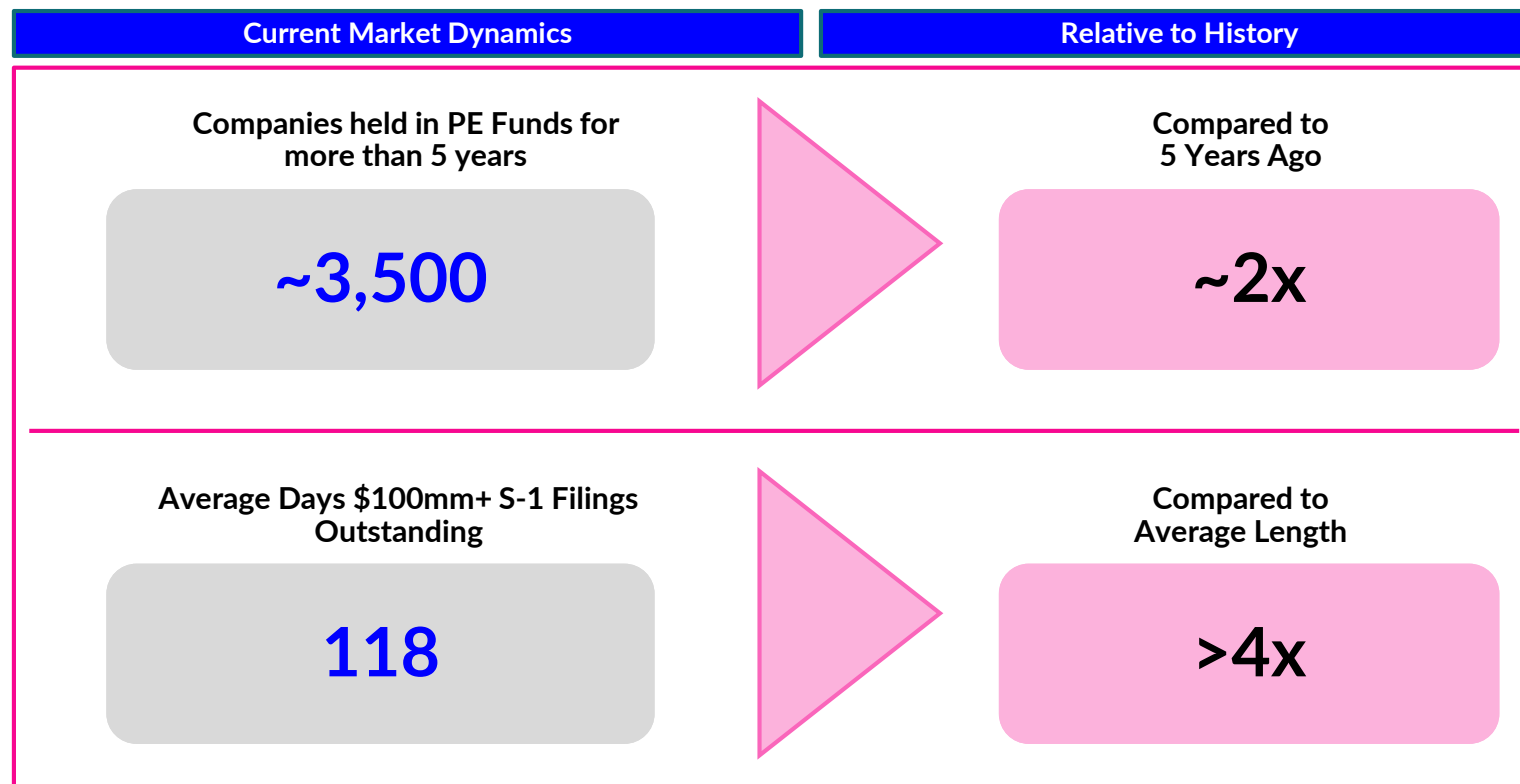 Current Market Dynamics
Relative to History
Companies held in PE Funds for
more than 5 years
Compared to
5 Years Ago
~3,500
~2x
Average Days $100mm+ S-1 Filings
Outstanding
Compared to
Average Length
118
>4x